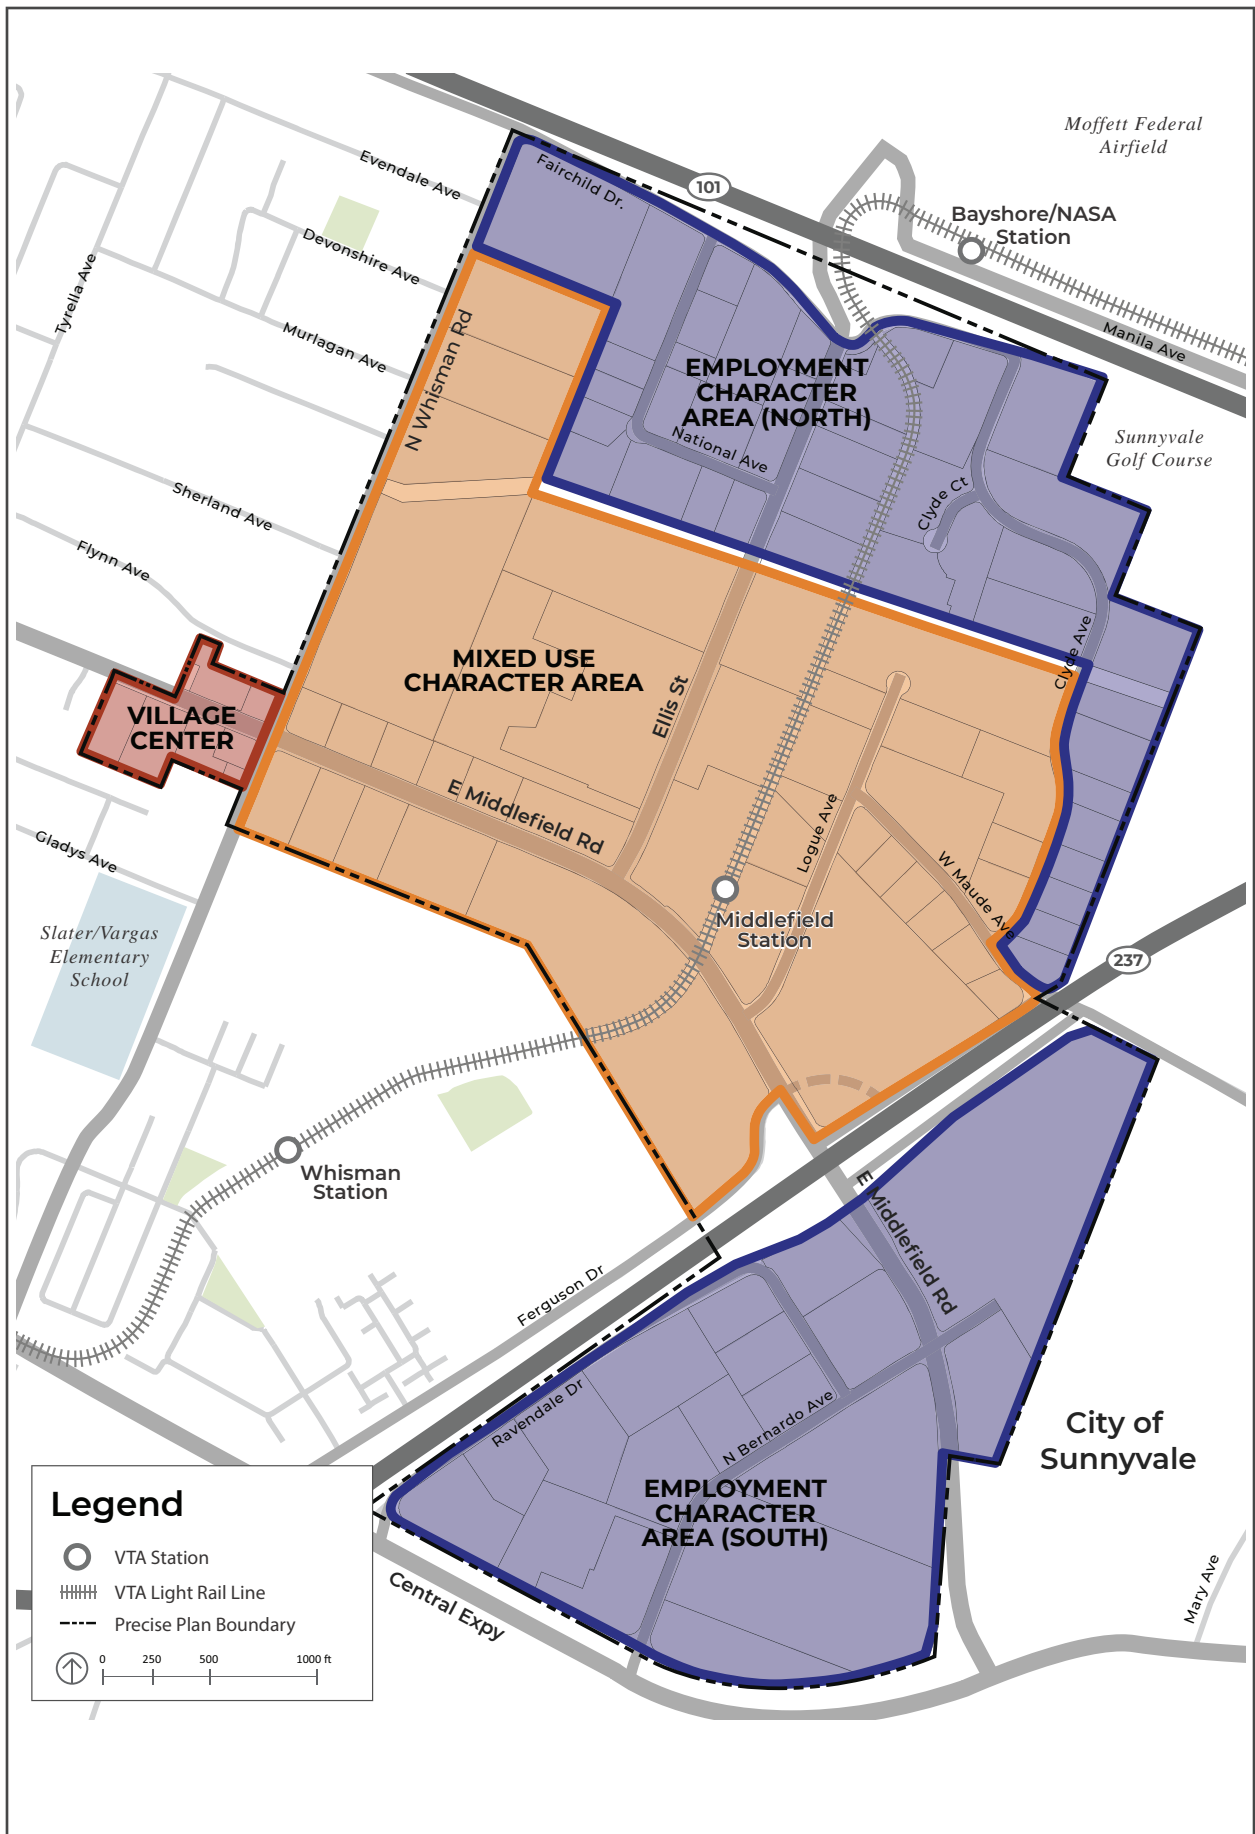 Moffett Federal
Airfield
Evendale Ave
Fairchild Dr.
101
Bayshore/NASA
Station
Devonshire Ave
Tyrella Ave
Murlagan Ave
Manila Ave
N Whisman Rd
EMPLOYMENT
CHARACTER
AREA (NORTH)
National Ave
Sunnyvale
Golf Course
Sherland Ave
Clyde Ct
Flynn Ave
Clyde Ave
MIXED USE
CHARACTER AREA
Ellis St
VILLAGE
CENTER
E Middlefield Rd
Logue Ave
Gladys Ave
W Maude Ave
Middlefield
Station
Slater/Vargas
Elementary
School
237
Whisman
Station
E Middlefield Rd
Ferguson Dr
Ravendale Dr
N Bernardo Ave
City of
Sunnyvale
EMPLOYMENT
CHARACTER
AREA (SOUTH)
Central Expy
Mary Ave
Legend
VTA Station
VTA Light Rail Line
Precise Plan Boundary
0 250 500 1000 ft